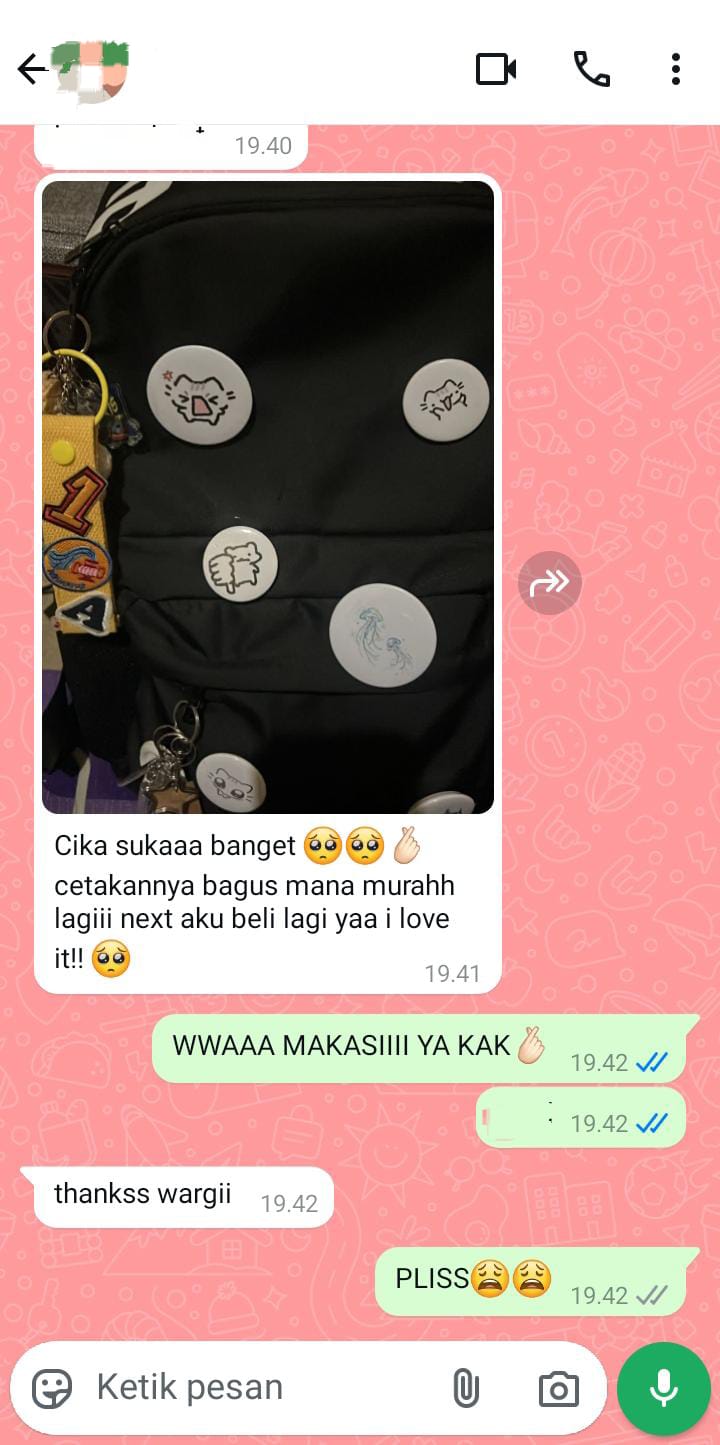 19.40
1
A
Cika sukaaa banget 🥺🥺🫰🏻
cetakannya bagus mana murahh
lagiii next aku beli lagi yaa i love
it!! 🥺
19.41
WWAAA MAKASIIII YA KAK🫰🏻
19.42
19.42
thankss wargii
19.42
PLISS😩😩
19.42
Ketik pesan